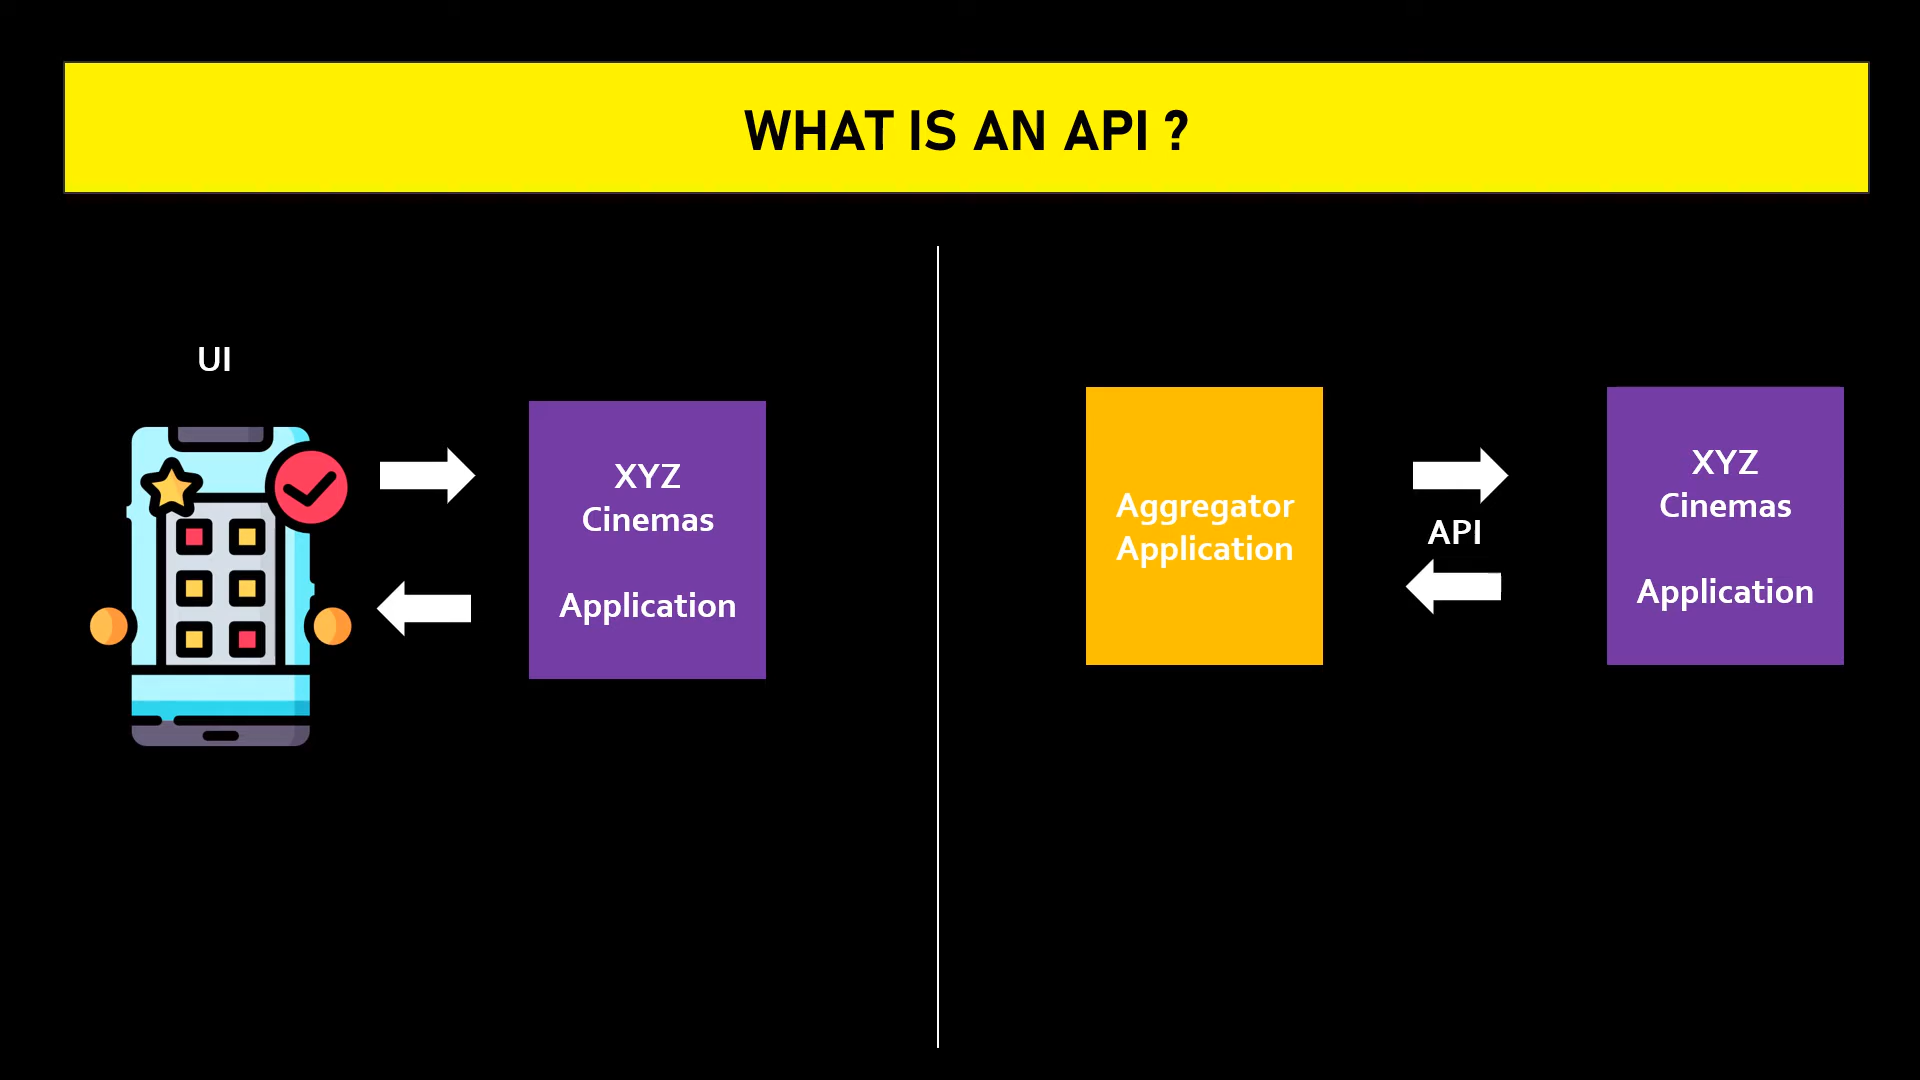 WHAT IS AN API ?
UI
XYZ
Cinemas
Application
Aggregator
Application
API
XYZ
Cinemas
Application